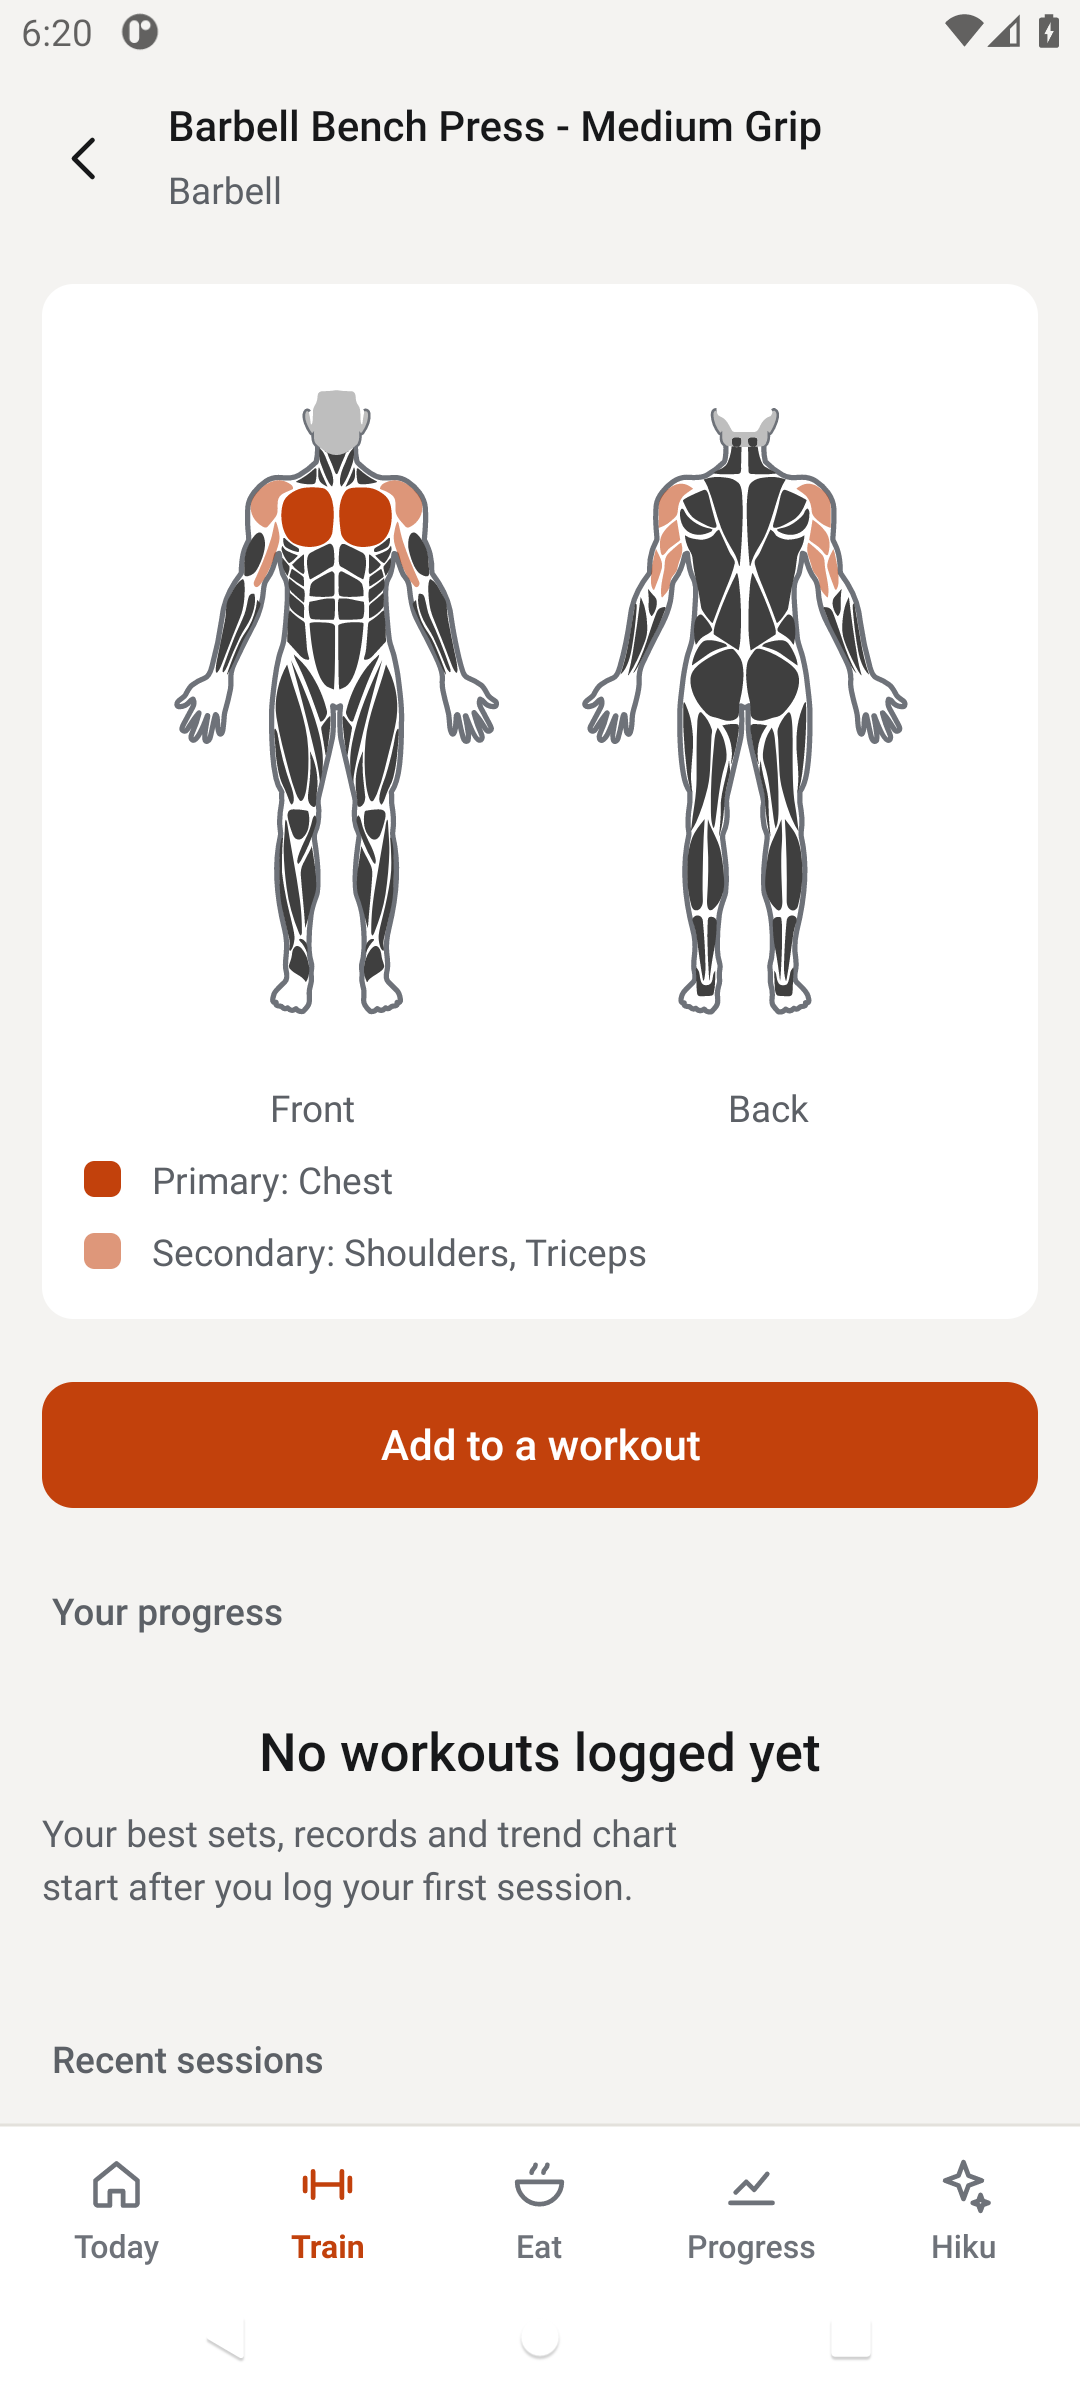 6:20
Barbell Bench Press - Medium Grip
Barbell
Front
Back
Primary: Chest
Secondary: Shoulders, Triceps
Add to a workout
Your progress
No workouts logged yet
Your best sets, records and trend chart
start after you log your first session.
Recent sessions
Today
Train
Eat
Progress
Hiku